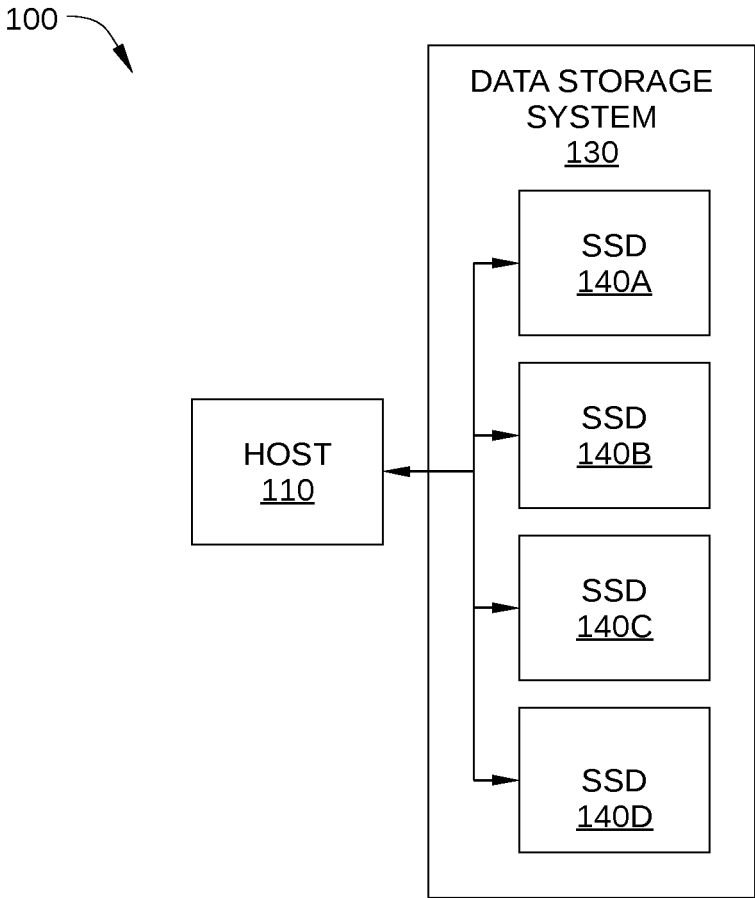 100
DATA STORAGE
SYSTEM
130
SSD
140A
SSD
140B
HOST
110
SSD
140C
SSD
140D